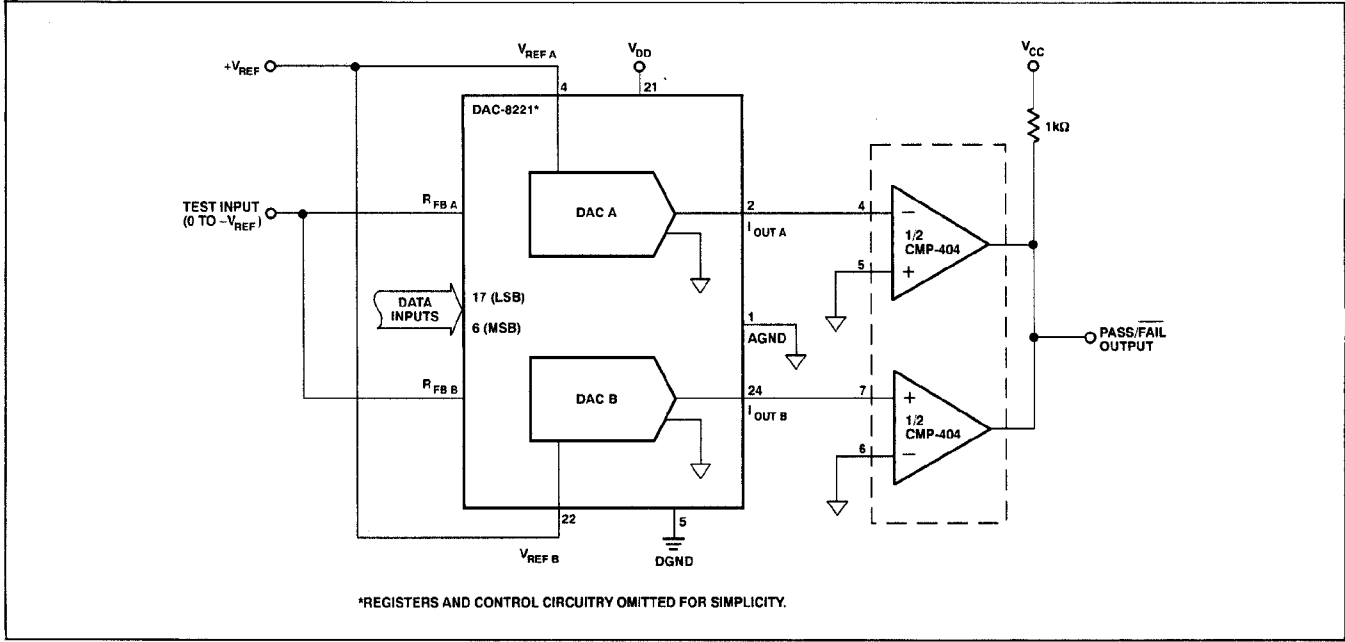 V_REF A
V_DD
V_CC
+V_REF
4
21
DAC-8221*
1kΩ
TEST INPUT
(0 TO –V_REF)
R_FB A
DAC A
2
I_OUT A
4
–
1/2
CMP-404
5
+
DATA
INPUTS
17 (LSB)
6 (MSB)
1
AGND
PASS/F̅A̅I̅L̅
OUTPUT
R_FB B
DAC B
24
I_OUT B
7
+
1/2
CMP-404
6
–
22
V_REF B
5
DGND
*REGISTERS AND CONTROL CIRCUITRY OMITTED FOR SIMPLICITY.